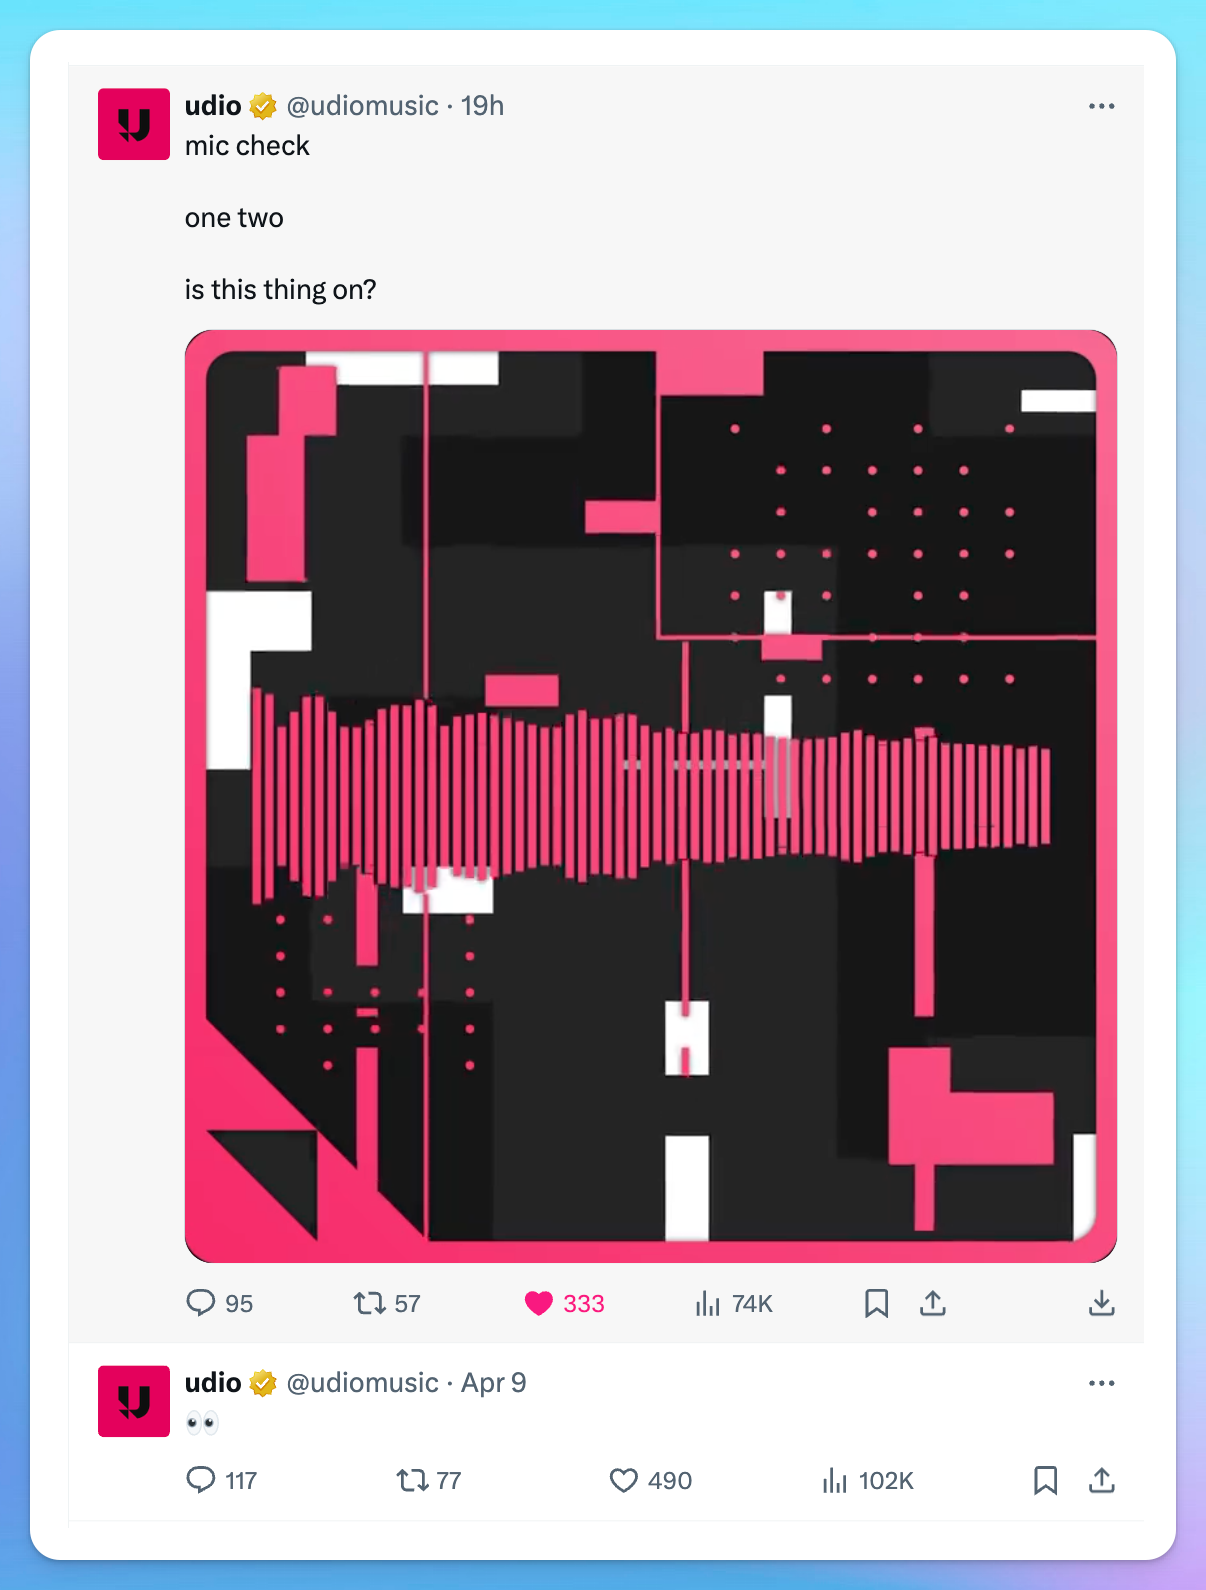 udio @udiomusic · 19h
mic check
one two
is this thing on?
95 57 333 74K
udio @udiomusic · Apr 9
👀
117 77 490 102K